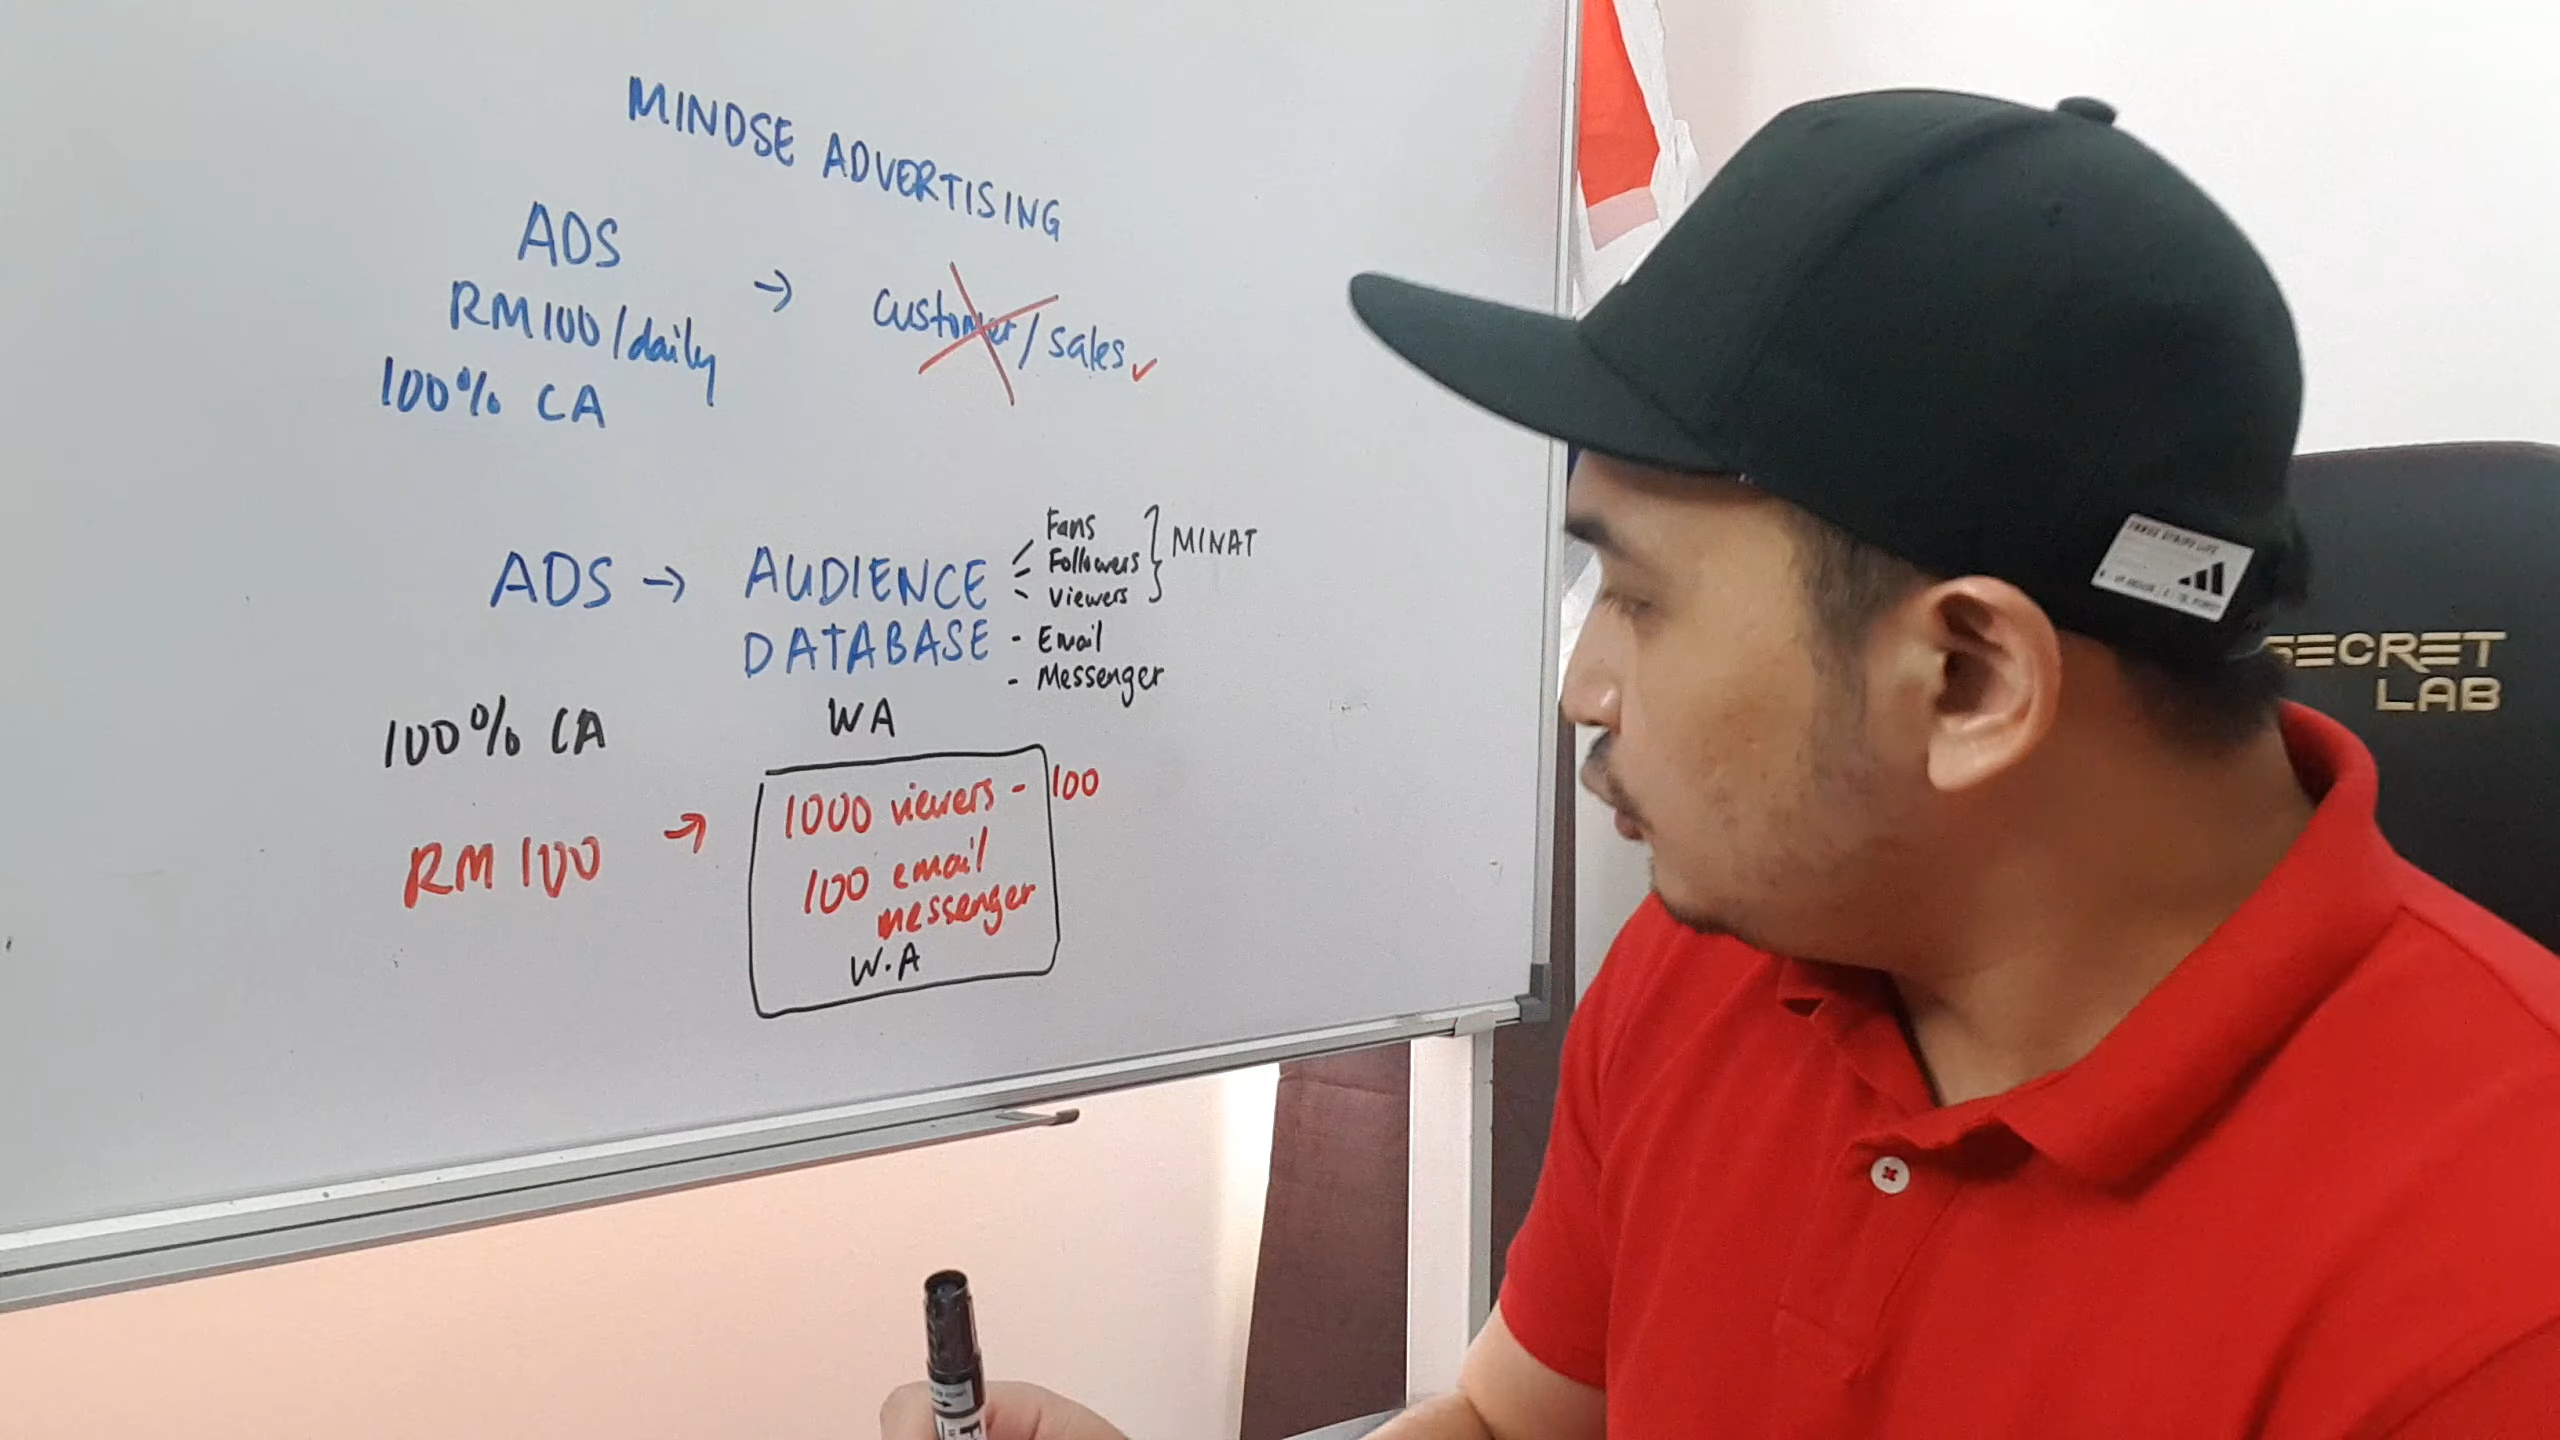 MINDSE ADVERTISING
ADS
RM100/daily → customer/sales ✓
100% CA
Fans
Followers } MINAT
Viewers
ADS → AUDIENCE
DATABASE - Email
- Messenger
WA
100% CA
RM 100 → 1000 viewers - 100
100 email
messenger
W.A
SECRET
LAB